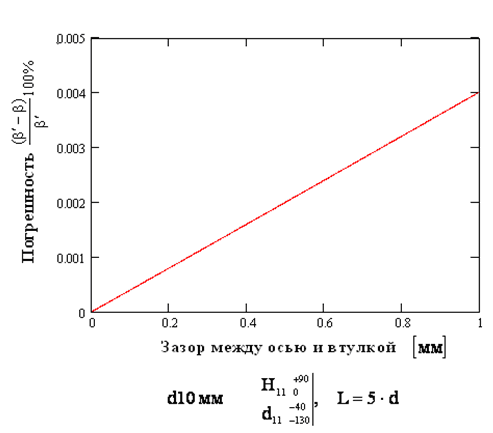 0.005
0.004
0.003
0.002
0.001
0
Погрешность (β′ − β) / β′ 100%
0 0.2 0.4 0.6 0.8 1
Зазор между осью и втулкой [мм]
d10 мм H₁₁ +90 0 d₁₁ −40 −130 , L = 5 · d